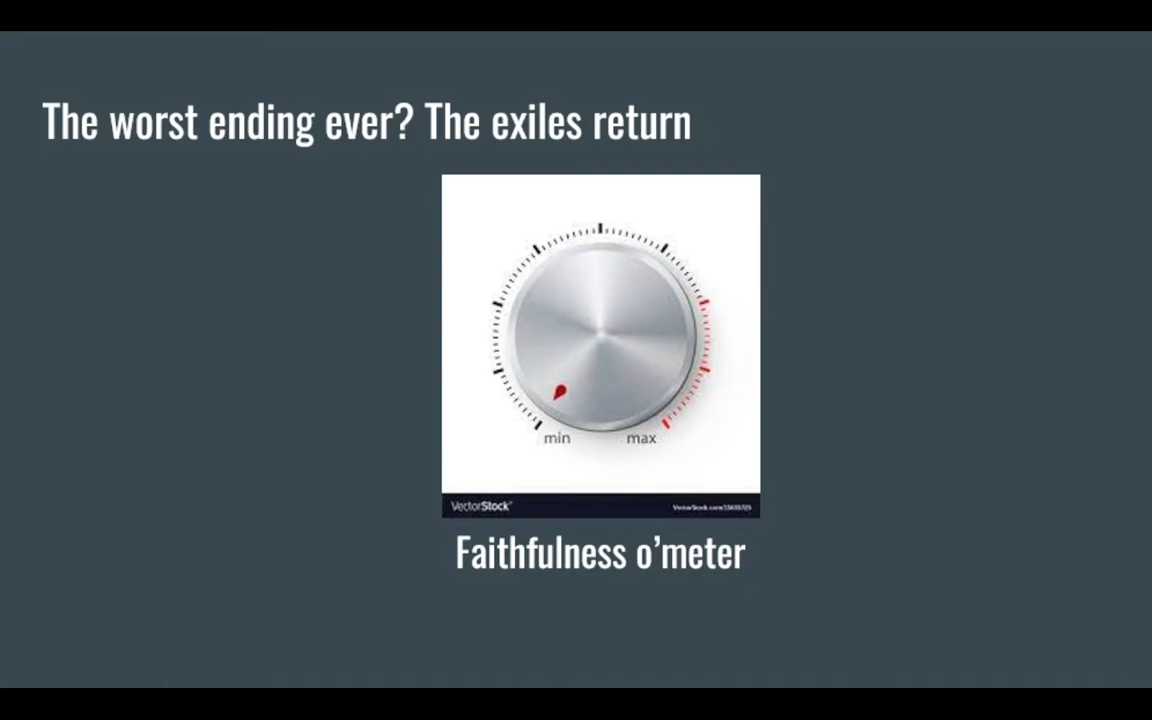 The worst ending ever? The exiles return
min max
VectorStock®
Faithfulness o'meter